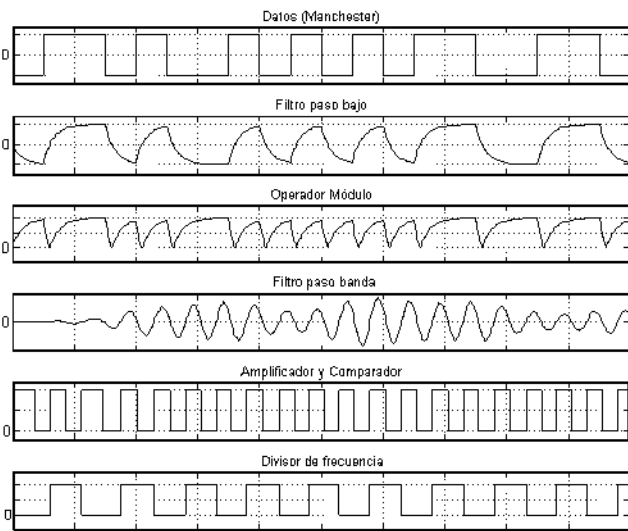 Datos (Manchester)
0
Filtro paso bajo
0
Operador Módulo
0
Filtro paso banda
0
Amplificador y Comparador
0
Divisor de frecuencia
0